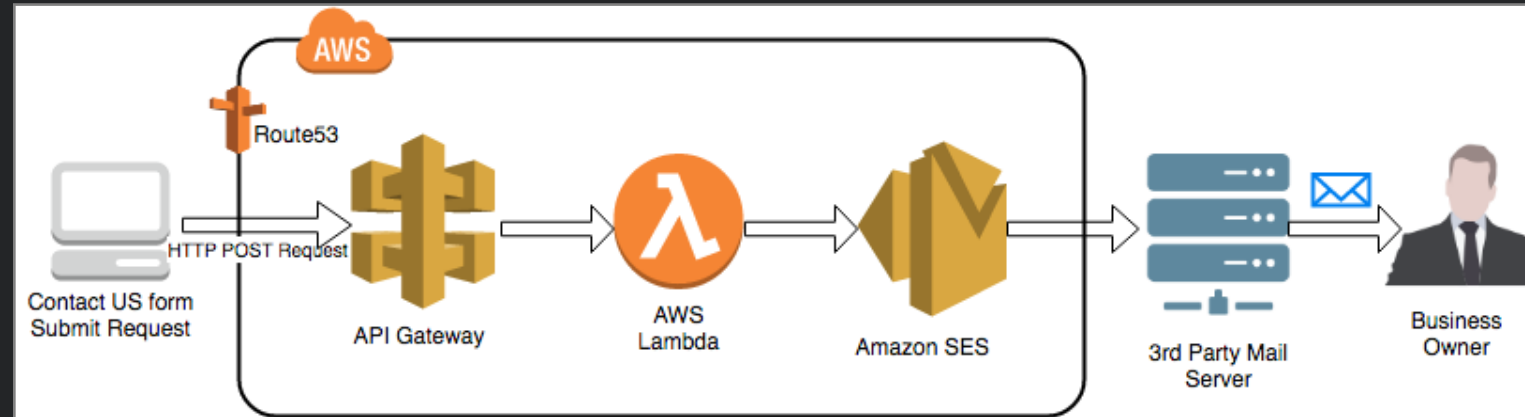 AWS
Route53
HTTP POST Request
Contact US form
Submit Request
API Gateway
AWS
Lambda
Amazon SES
3rd Party Mail
Server
Business
Owner